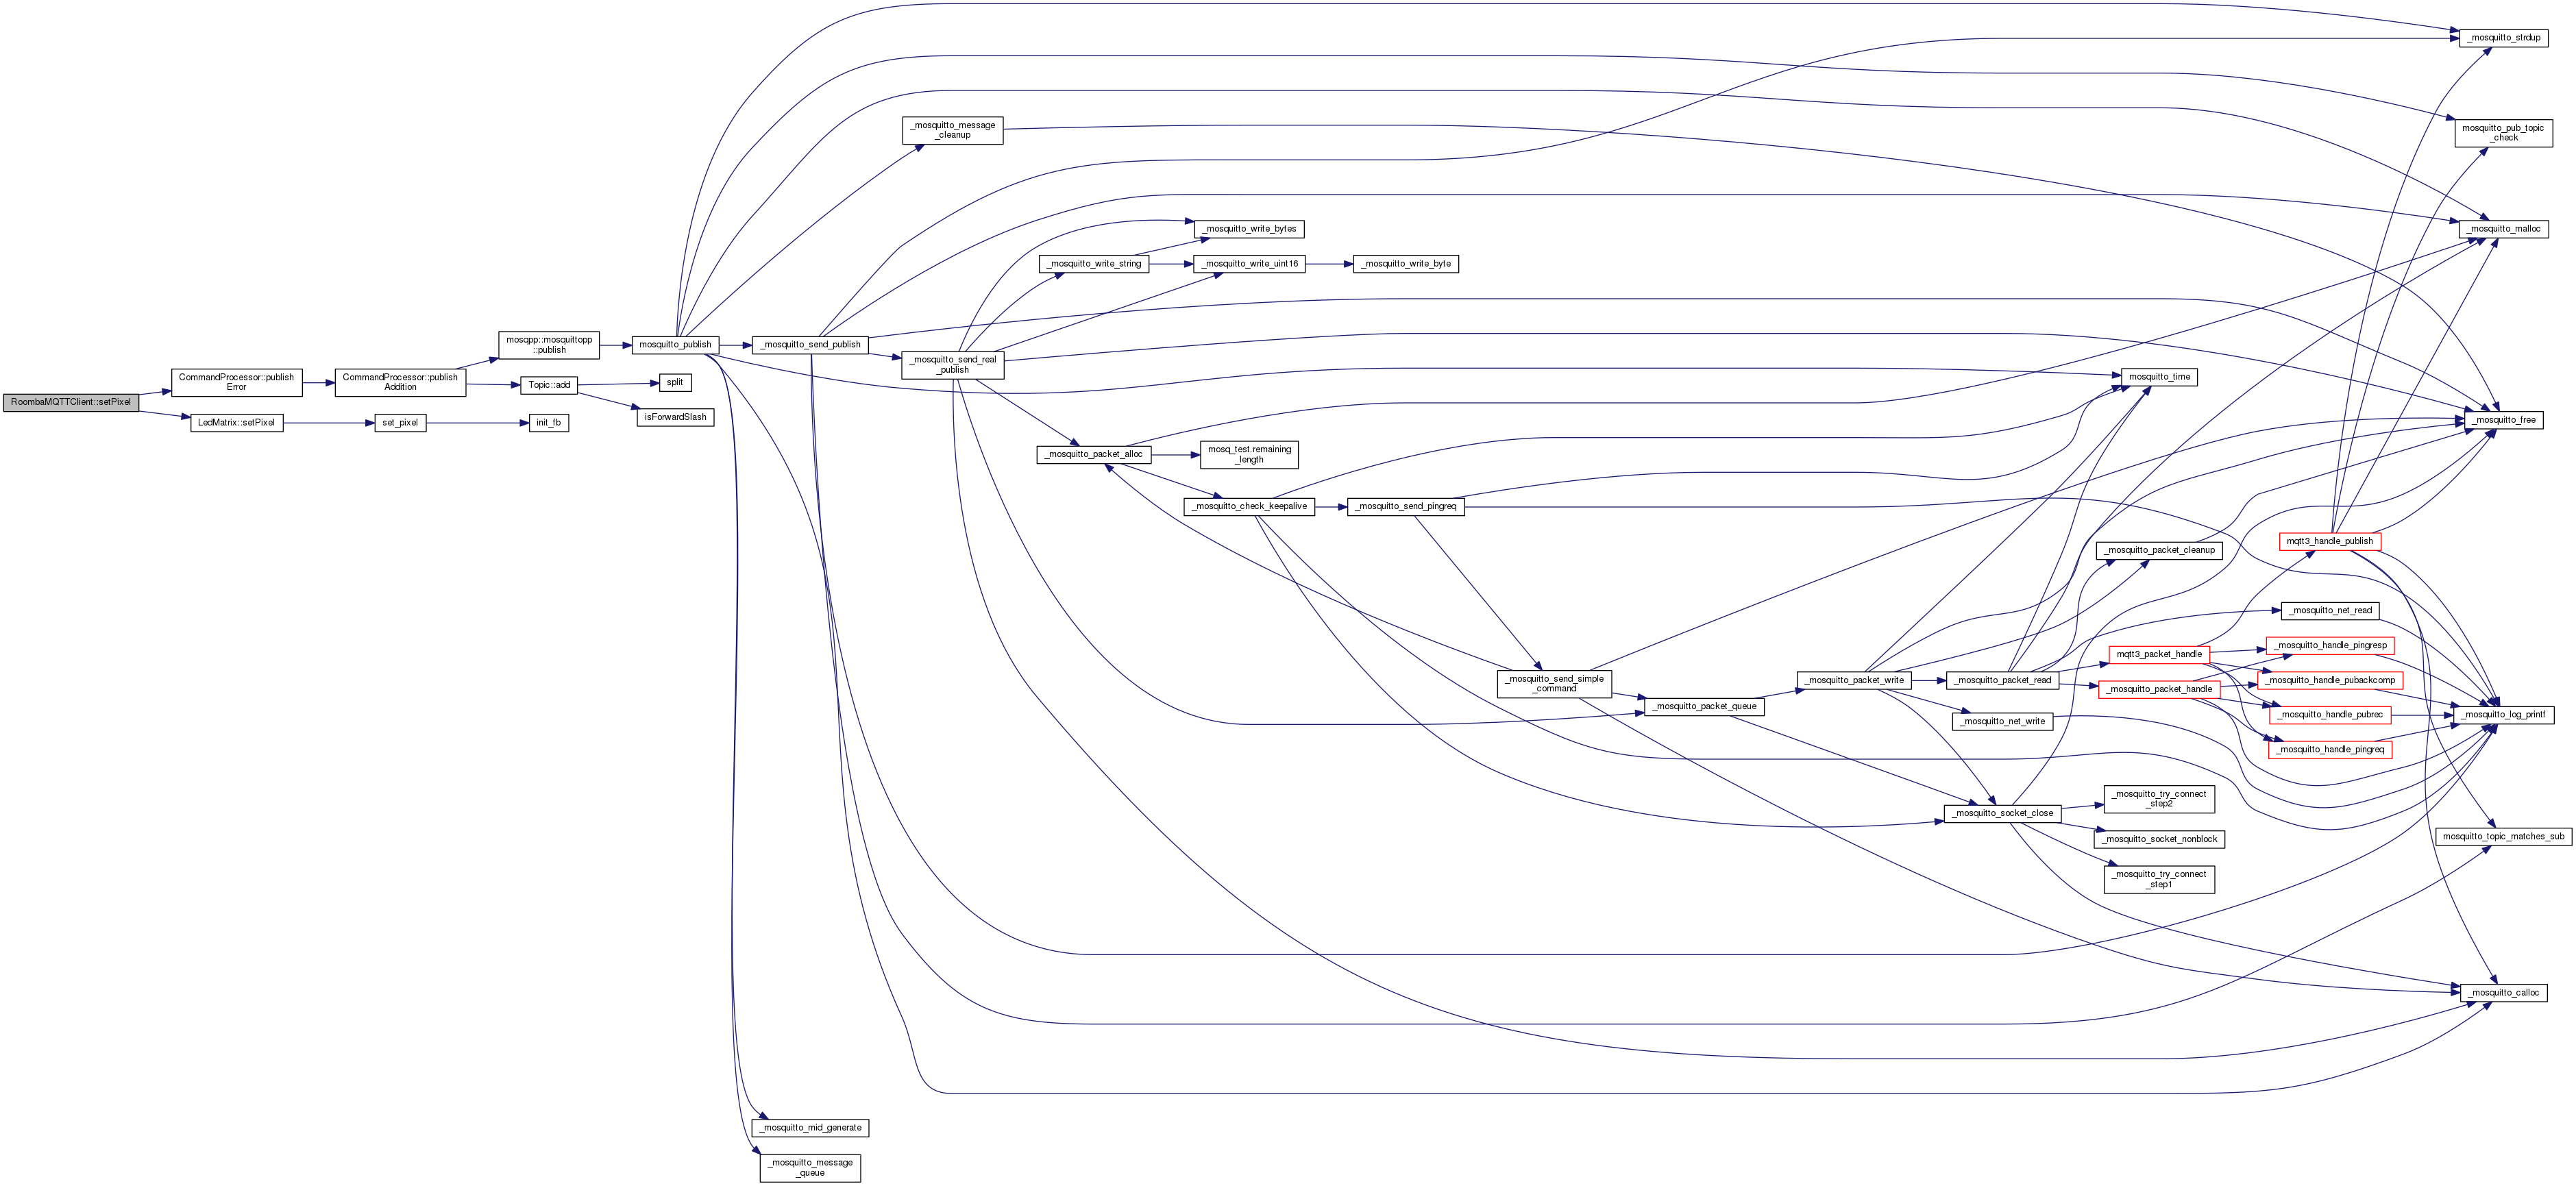 RoombaMQTTClient::setPixel
CommandProcessor::publish
Error
LedMatrix::setPixel
CommandProcessor::publish
Addition
set_pixel
mosqpp::mosquittopp
::publish
Topic::add
init_fb
mosquitto_publish
split
isForwardSlash
_mosquitto_send_publish
_mosquitto_mid_generate
_mosquitto_message
_queue
_mosquitto_message
_cleanup
_mosquitto_send_real
_publish
_mosquitto_write_string
_mosquitto_packet_alloc
_mosquitto_write_bytes
_mosquitto_write_uint16
mosq_test.remaining
_length
_mosquitto_check_keepalive
_mosquitto_write_byte
_mosquitto_send_pingreq
_mosquitto_send_simple
_command
_mosquitto_packet_queue
_mosquitto_packet_write
_mosquitto_packet_read
_mosquitto_net_write
_mosquitto_socket_close
mosquitto_time
_mosquitto_packet_cleanup
mqtt3_packet_handle
_mosquitto_packet_handle
_mosquitto_try_connect
_step2
_mosquitto_socket_nonblock
_mosquitto_try_connect
_step1
mqtt3_handle_publish
_mosquitto_net_read
_mosquitto_handle_pingresp
_mosquitto_handle_pubackcomp
_mosquitto_handle_pubrec
_mosquitto_handle_pingreq
_mosquitto_strdup
mosquitto_pub_topic
_check
_mosquitto_malloc
_mosquitto_free
_mosquitto_log_printf
mosquitto_topic_matches_sub
_mosquitto_calloc